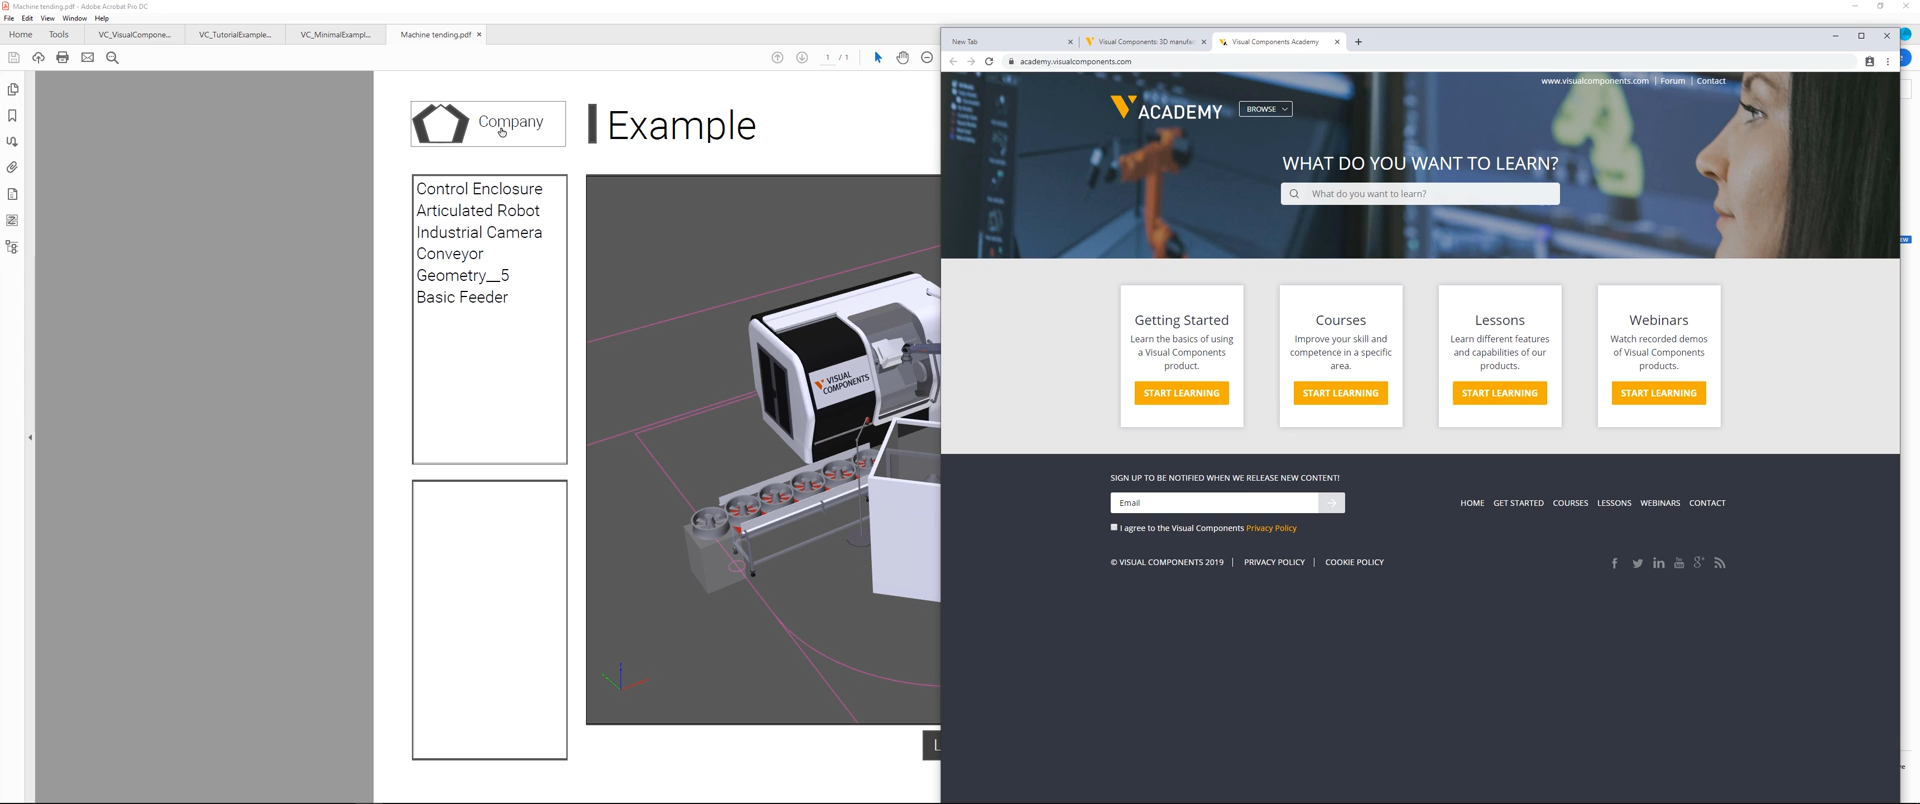 Machine tending.pdf - Adobe Acrobat Pro DC
File Edit View Window Help
Home Tools VC_VisualCompone... VC_TutorialExample... VC_MinimalExampl... Machine tending.pdf ×
1 / 1
Company
Example
Control Enclosure
Articulated Robot
Industrial Camera
Conveyor
Geometry__5
Basic Feeder
VISUAL
COMPONENTS
New Tab × Visual Components: 3D manufac × Visual Components Academy × +
academy.visualcomponents.com
www.visualcomponents.com | Forum | Contact
ACADEMY
BROWSE
WHAT DO YOU WANT TO LEARN?
What do you want to learn?
Getting Started
Learn the basics of using
a Visual Components
product.
START LEARNING
Courses
Improve your skill and
competence in a specific
area.
START LEARNING
Lessons
Learn different features
and capabilities of our
products.
START LEARNING
Webinars
Watch recorded demos
of Visual Components
products.
START LEARNING
SIGN UP TO BE NOTIFIED WHEN WE RELEASE NEW CONTENT!
Email
I agree to the Visual Components Privacy Policy
HOME GET STARTED COURSES LESSONS WEBINARS CONTACT
© VISUAL COMPONENTS 2019 | PRIVACY POLICY | COOKIE POLICY